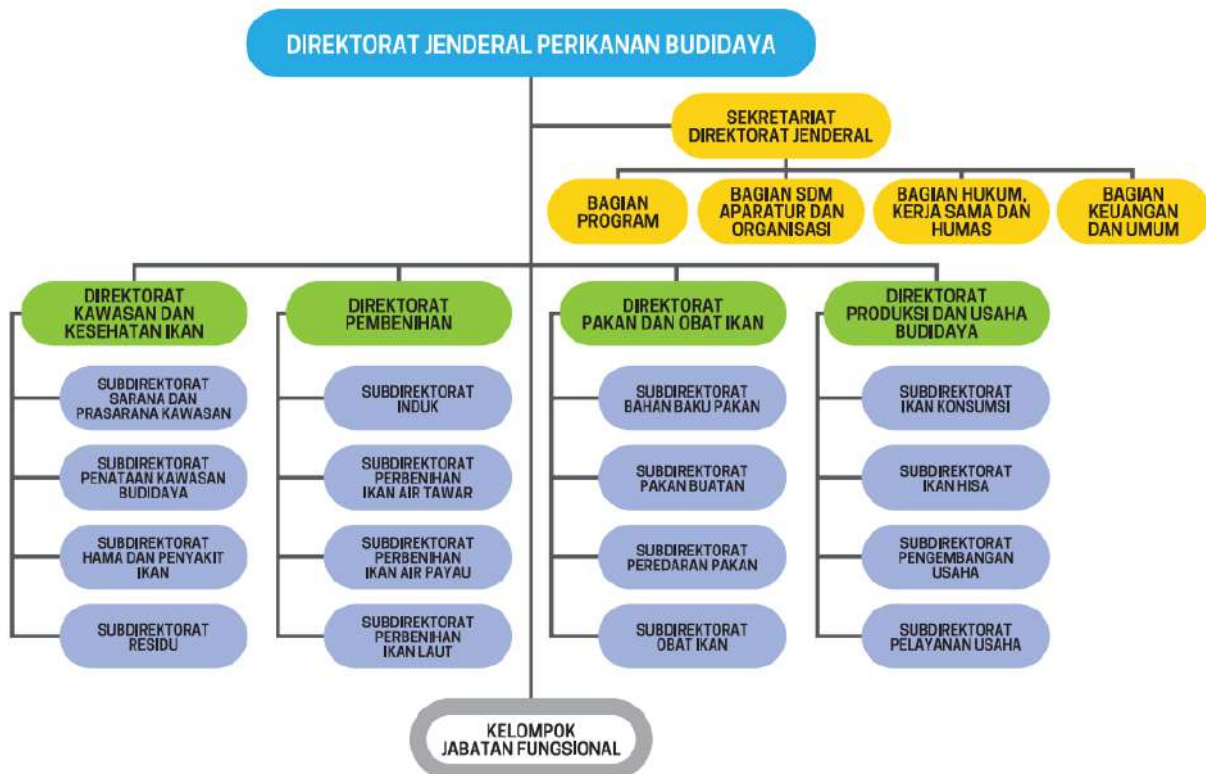 DIREKTORAT JENDERAL PERIKANAN BUDIDAYA
SEKRETARIAT
DIREKTORAT JENDERAL
BAGIAN
PROGRAM
BAGIAN SDM
APARATUR DAN
ORGANISASI
BAGIAN HUKUM,
KERJA SAMA DAN
HUMAS
BAGIAN
KEUANGAN
DAN UMUM
DIREKTORAT
KAWASAN DAN
KESEHATAN IKAN
SUBDIREKTORAT
SARANA DAN
PRASARANA KAWASAN
SUBDIREKTORAT
PENATAAN KAWASAN
BUDIDAYA
SUBDIREKTORAT
HAMA DAN PENYAKIT
IKAN
SUBDIREKTORAT
RESIDU
DIREKTORAT
PEMBENIHAN
SUBDIREKTORAT
INDUK
SUBDIREKTORAT
PERBENIHAN
IKAN AIR TAWAR
SUBDIREKTORAT
PERBENIHAN
IKAN AIR PAYAU
SUBDIREKTORAT
PERBENIHAN
IKAN LAUT
DIREKTORAT
PAKAN DAN OBAT IKAN
SUBDIREKTORAT
BAHAN BAKU PAKAN
SUBDIREKTORAT
PAKAN BUATAN
SUBDIREKTORAT
PEREDARAN PAKAN
SUBDIREKTORAT
OBAT IKAN
DIREKTORAT
PRODUKSI DAN USAHA
BUDIDAYA
SUBDIREKTORAT
IKAN KONSUMSI
SUBDIREKTORAT
IKAN HISA
SUBDIREKTORAT
PENGEMBANGAN
USAHA
SUBDIREKTORAT
PELAYANAN USAHA
KELOMPOK
JABATAN FUNGSIONAL